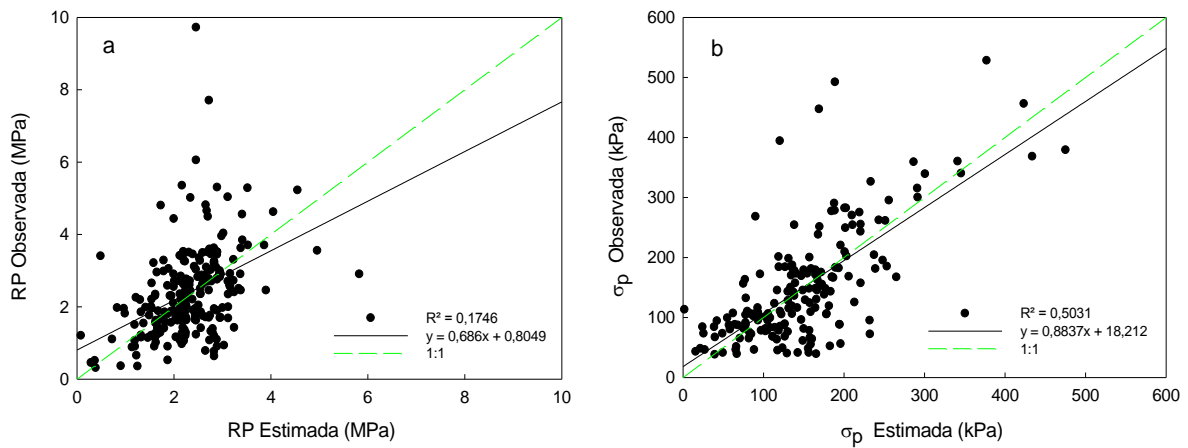 a
RP Observada (MPa)
10
8
6
4
2
0
R² = 0,1746
y = 0,686x + 0,8049
1:1
0 2 4 6 8 10
RP Estimada (MPa)
b
σp Observada (kPa)
600
500
400
300
200
100
0
R² = 0,5031
y = 0,8837x + 18,212
1:1
0 100 200 300 400 500 600
σp Estimada (kPa)